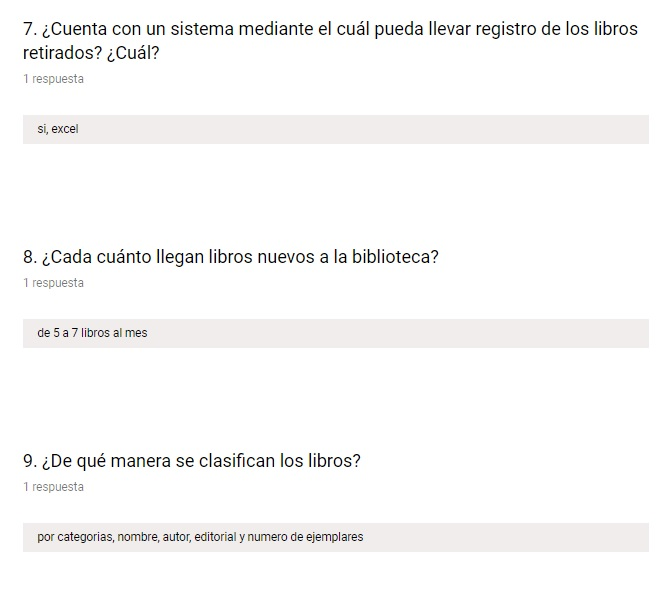 7. ¿Cuenta con un sistema mediante el cuál pueda llevar registro de los libros
retirados? ¿Cuál?
1 respuesta
si, excel
8. ¿Cada cuánto llegan libros nuevos a la biblioteca?
1 respuesta
de 5 a 7 libros al mes
9. ¿De qué manera se clasifican los libros?
1 respuesta
por categorias, nombre, autor, editorial y numero de ejemplares